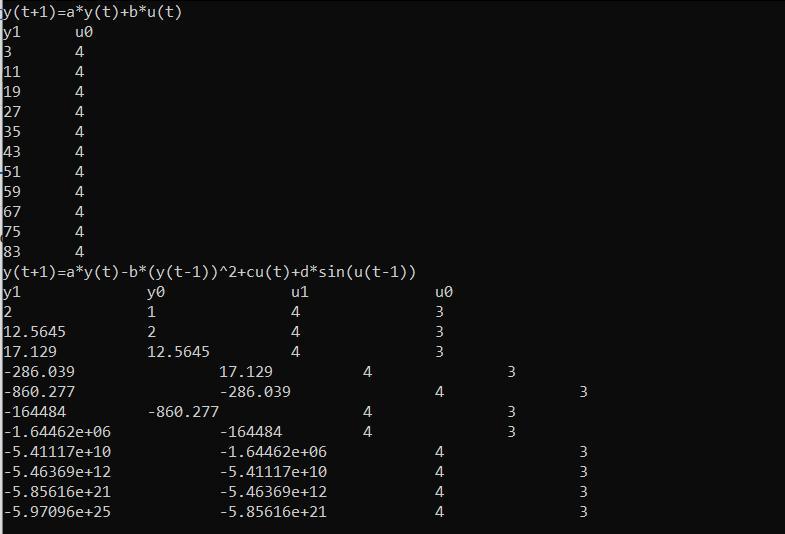 y(t+1)=a*y(t)+b*u(t)
y1 u0
3 4
11 4
19 4
27 4
35 4
43 4
51 4
59 4
67 4
75 4
83 4
y(t+1)=a*y(t)-b*(y(t-1))^2+cu(t)+d*sin(u(t-1))
y1 y0 u1 u0
2 1 4 3
12.5645 2 4 3
17.129 12.5645 4 3
-286.039 17.129 4 3
-860.277 -286.039 4 3
-164484 -860.277 4 3
-1.64462e+06 -164484 4 3
-5.41117e+10 -1.64462e+06 4 3
-5.46369e+12 -5.41117e+10 4 3
-5.85616e+21 -5.46369e+12 4 3
-5.97096e+25 -5.85616e+21 4 3